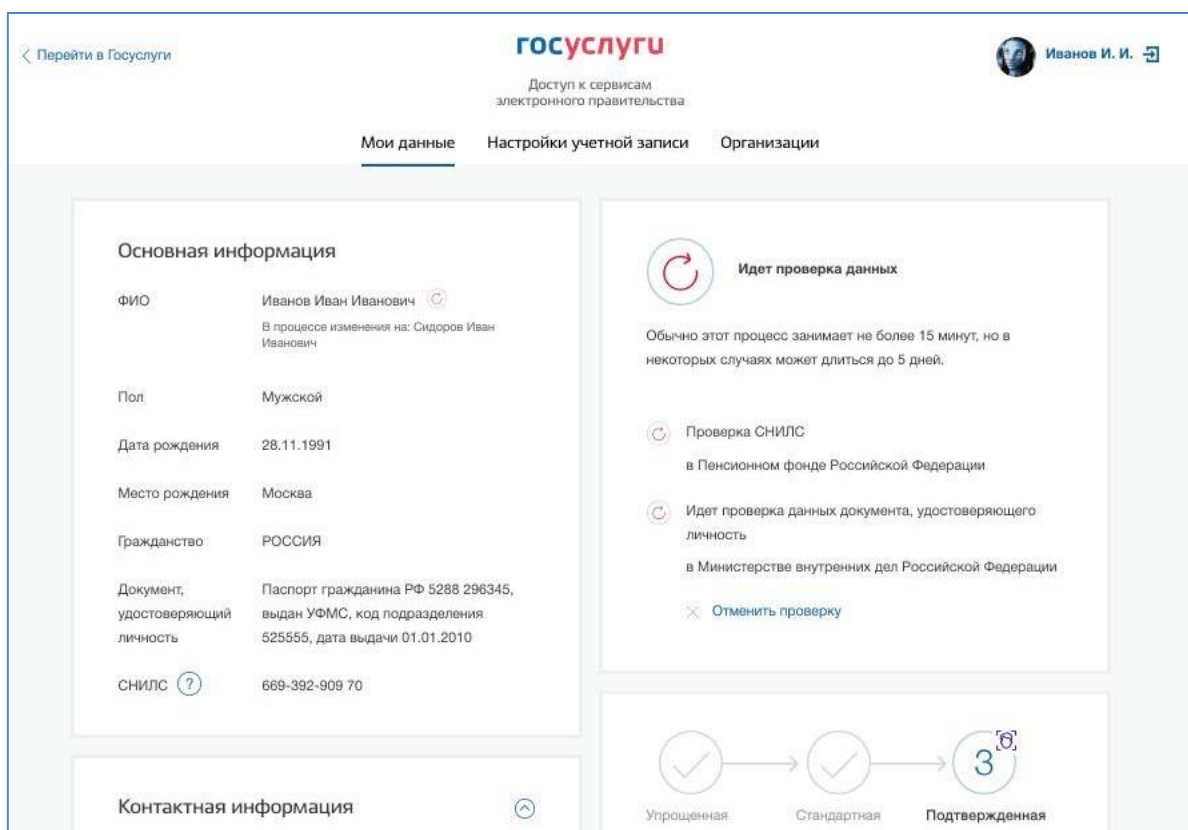 Перейти в Госуслуги
госуслуги
Иванов И. И.
Доступ к сервисам
электронного правительства
Мои данные
Настройки учетной записи
Организации
Основная информация
ФИО
Иванов Иван Иванович
В процессе изменения на: Сидоров Иван
Иванович
Пол
Мужской
Дата рождения
28.11.1991
Место рождения
Москва
Гражданство
РОССИЯ
Документ,
удостоверяющий
личность
Паспорт гражданина РФ 5288 296345,
выдан УФМС, код подразделения
525555, дата выдачи 01.01.2010
СНИЛС ?
669-392-909 70
Контактная информация
Идет проверка данных
Обычно этот процесс занимает не более 15 минут, но в
некоторых случаях может длиться до 5 дней.
Проверка СНИЛС
в Пенсионном фонде Российской Федерации
Идет проверка данных документа, удостоверяющего
личность
в Министерстве внутренних дел Российской Федерации
Отменить проверку
3
Упрощенная
Стандартная
Подтвержденная